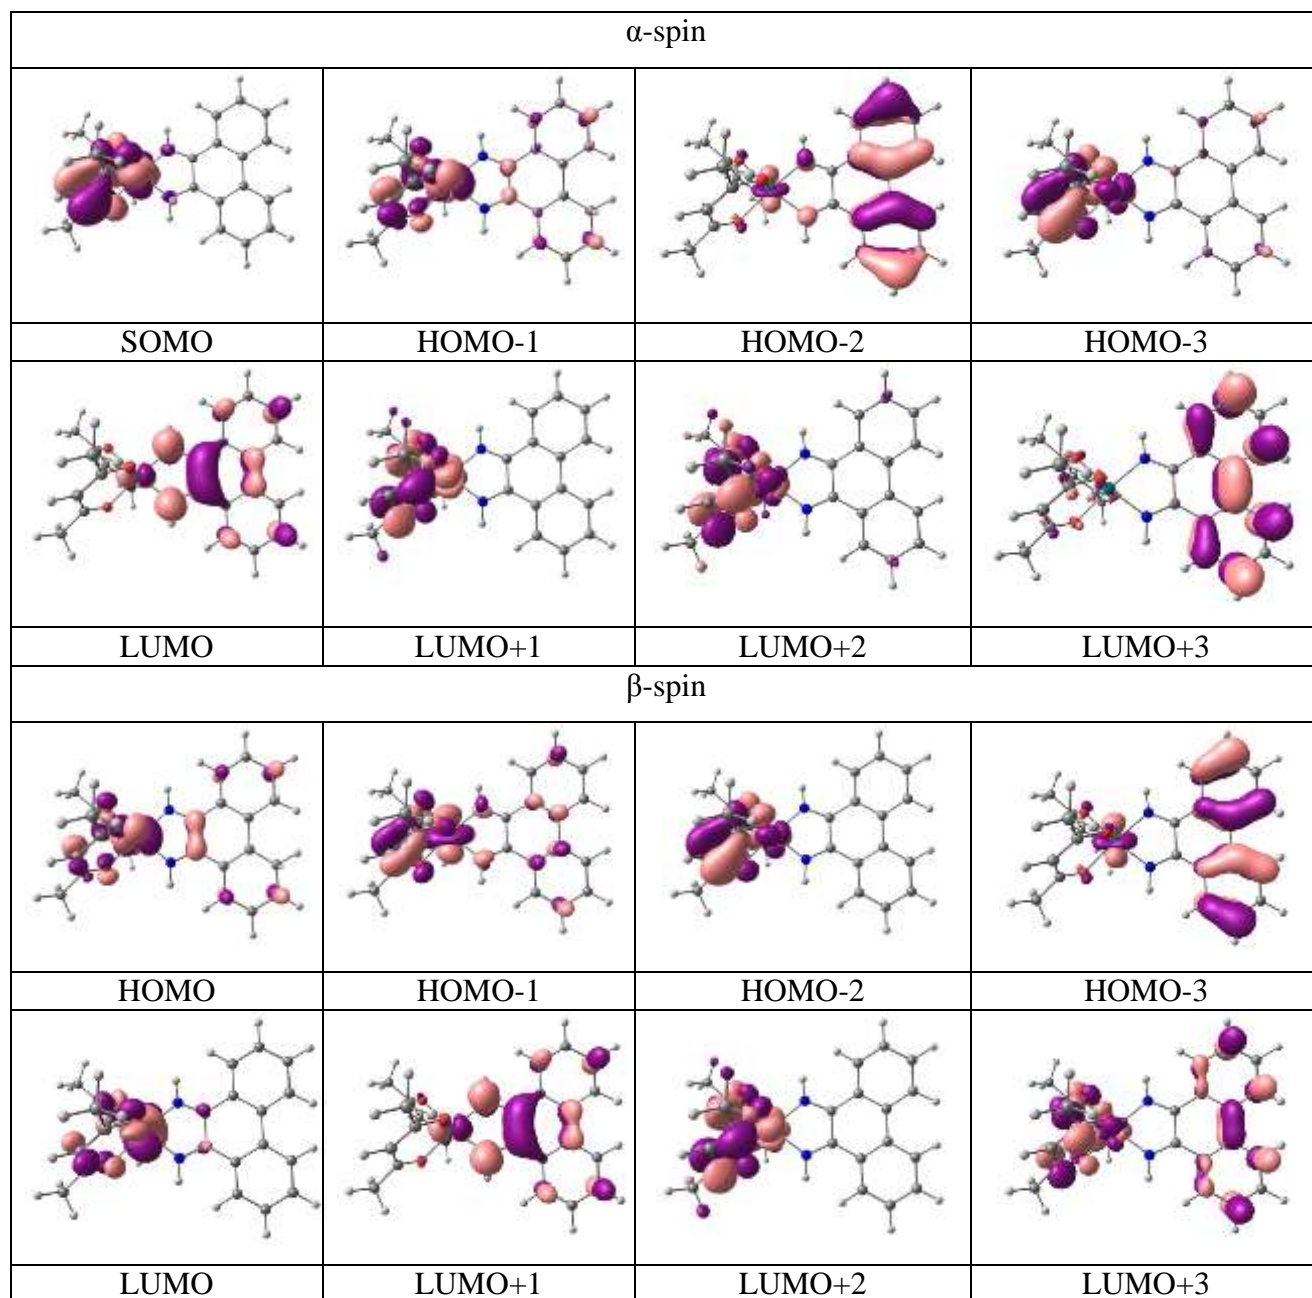 α-spin
SOMO HOMO-1 HOMO-2 HOMO-3
LUMO LUMO+1 LUMO+2 LUMO+3
β-spin
HOMO HOMO-1 HOMO-2 HOMO-3
LUMO LUMO+1 LUMO+2 LUMO+3